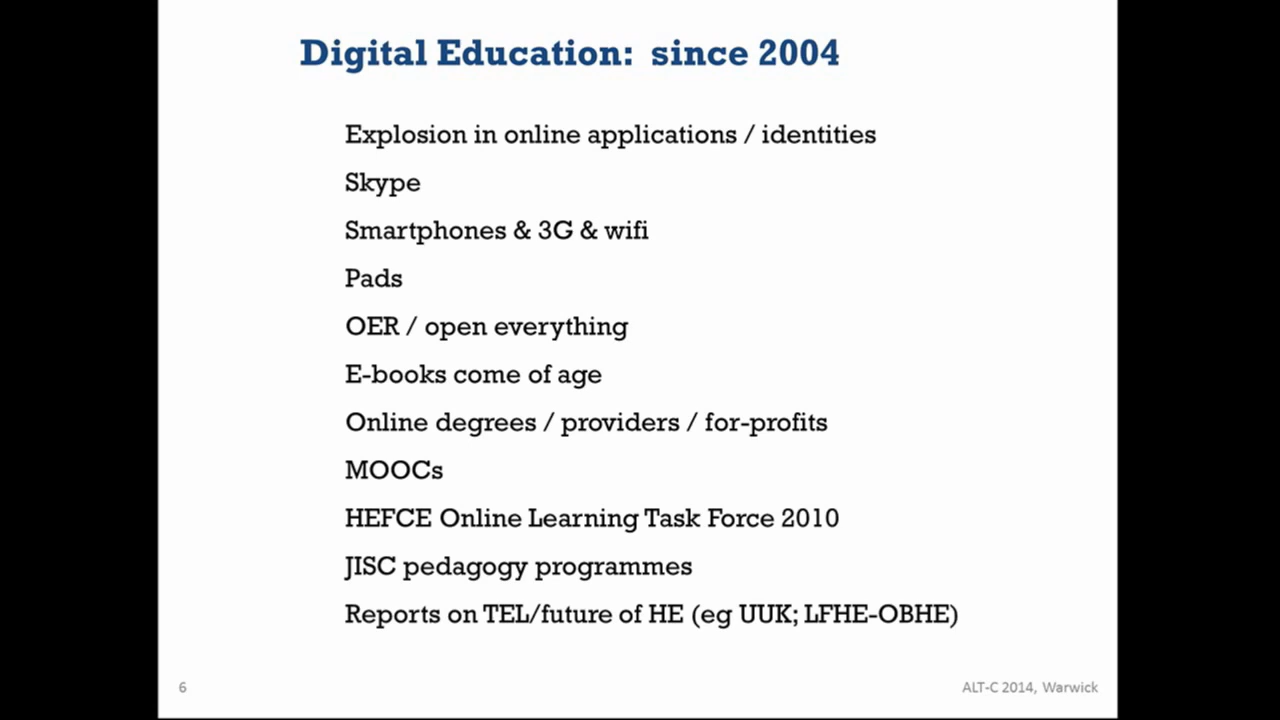 Digital Education: since 2004
Explosion in online applications / identities
Skype
Smartphones & 3G & wifi
Pads
OER / open everything
E-books come of age
Online degrees / providers / for-profits
MOOCs
HEFCE Online Learning Task Force 2010
JISC pedagogy programmes
Reports on TEL/future of HE (eg UUK; LFHE-OBHE)
6
ALT-C 2014, Warwick